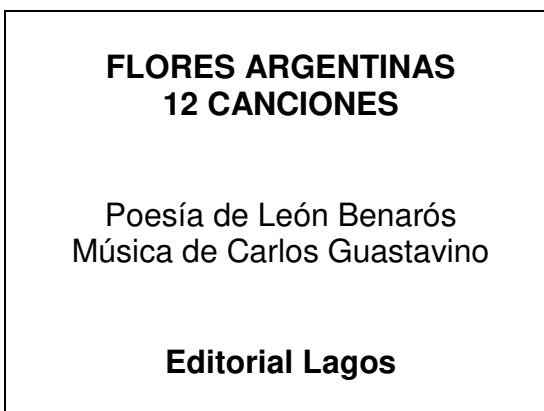 FLORES ARGENTINAS
12 CANCIONES
Poesía de León Benarós
Música de Carlos Guastavino
Editorial Lagos